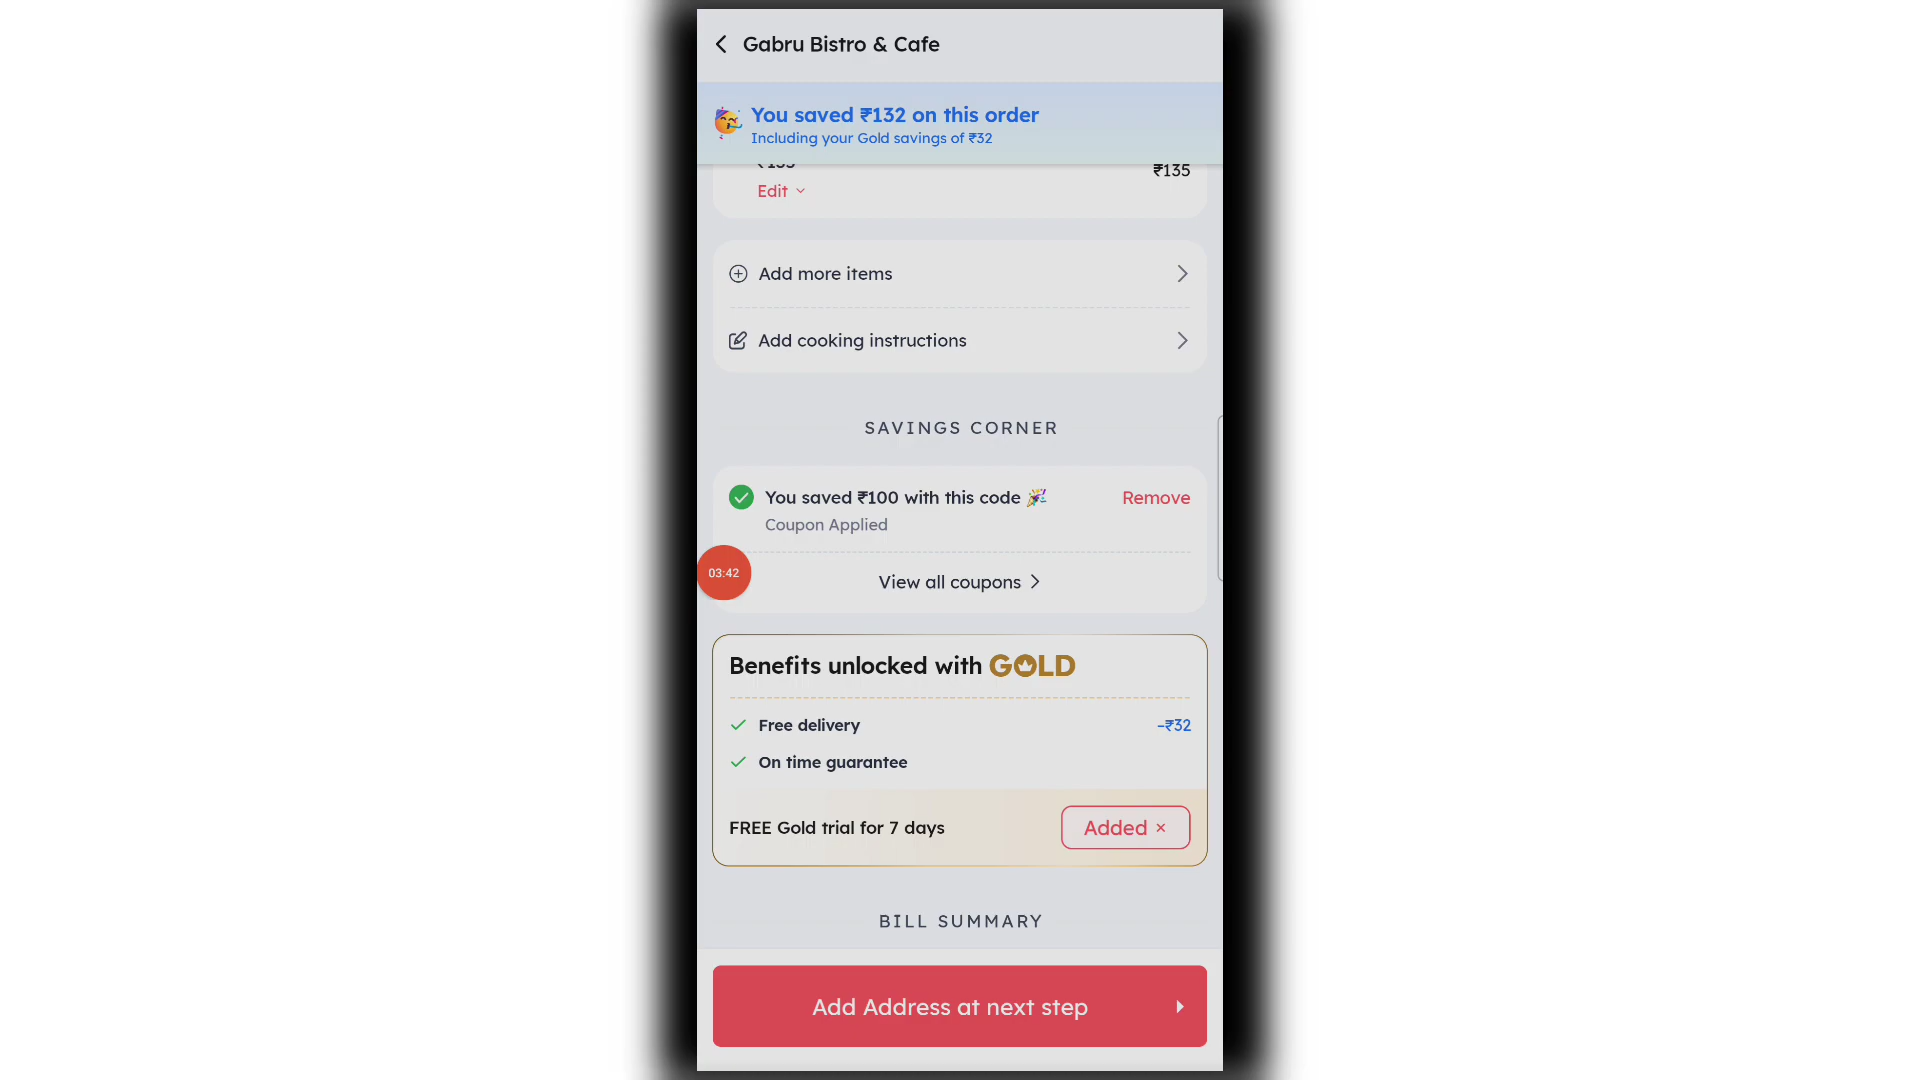 Gabru Bistro & Cafe
You saved ₹132 on this order
Including your Gold savings of ₹32
₹135
₹135
Edit
Add more items
Add cooking instructions
SAVINGS CORNER
You saved ₹100 with this code
Remove
Coupon Applied
03:42
View all coupons
Benefits unlocked with GOLD
Free delivery
-₹32
On time guarantee
FREE Gold trial for 7 days
Added ×
BILL SUMMARY
Add Address at next step